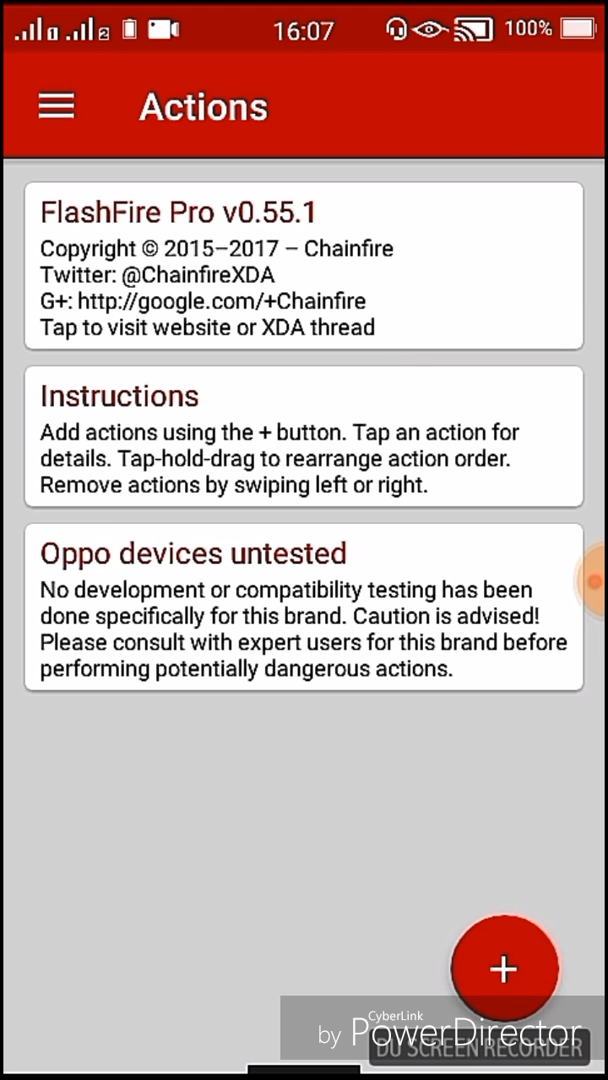 1 2 16:07 100%
Actions
FlashFire Pro v0.55.1
Copyright © 2015–2017 – Chainfire
Twitter: @ChainfireXDA
G+: http://google.com/+Chainfire
Tap to visit website or XDA thread
Instructions
Add actions using the + button. Tap an action for
details. Tap-hold-drag to rearrange action order.
Remove actions by swiping left or right.
Oppo devices untested
No development or compatibility testing has been
done specifically for this brand. Caution is advised!
Please consult with expert users for this brand before
performing potentially dangerous actions.
+
CyberLink
by PowerDirector
DU SCREEN RECORDER